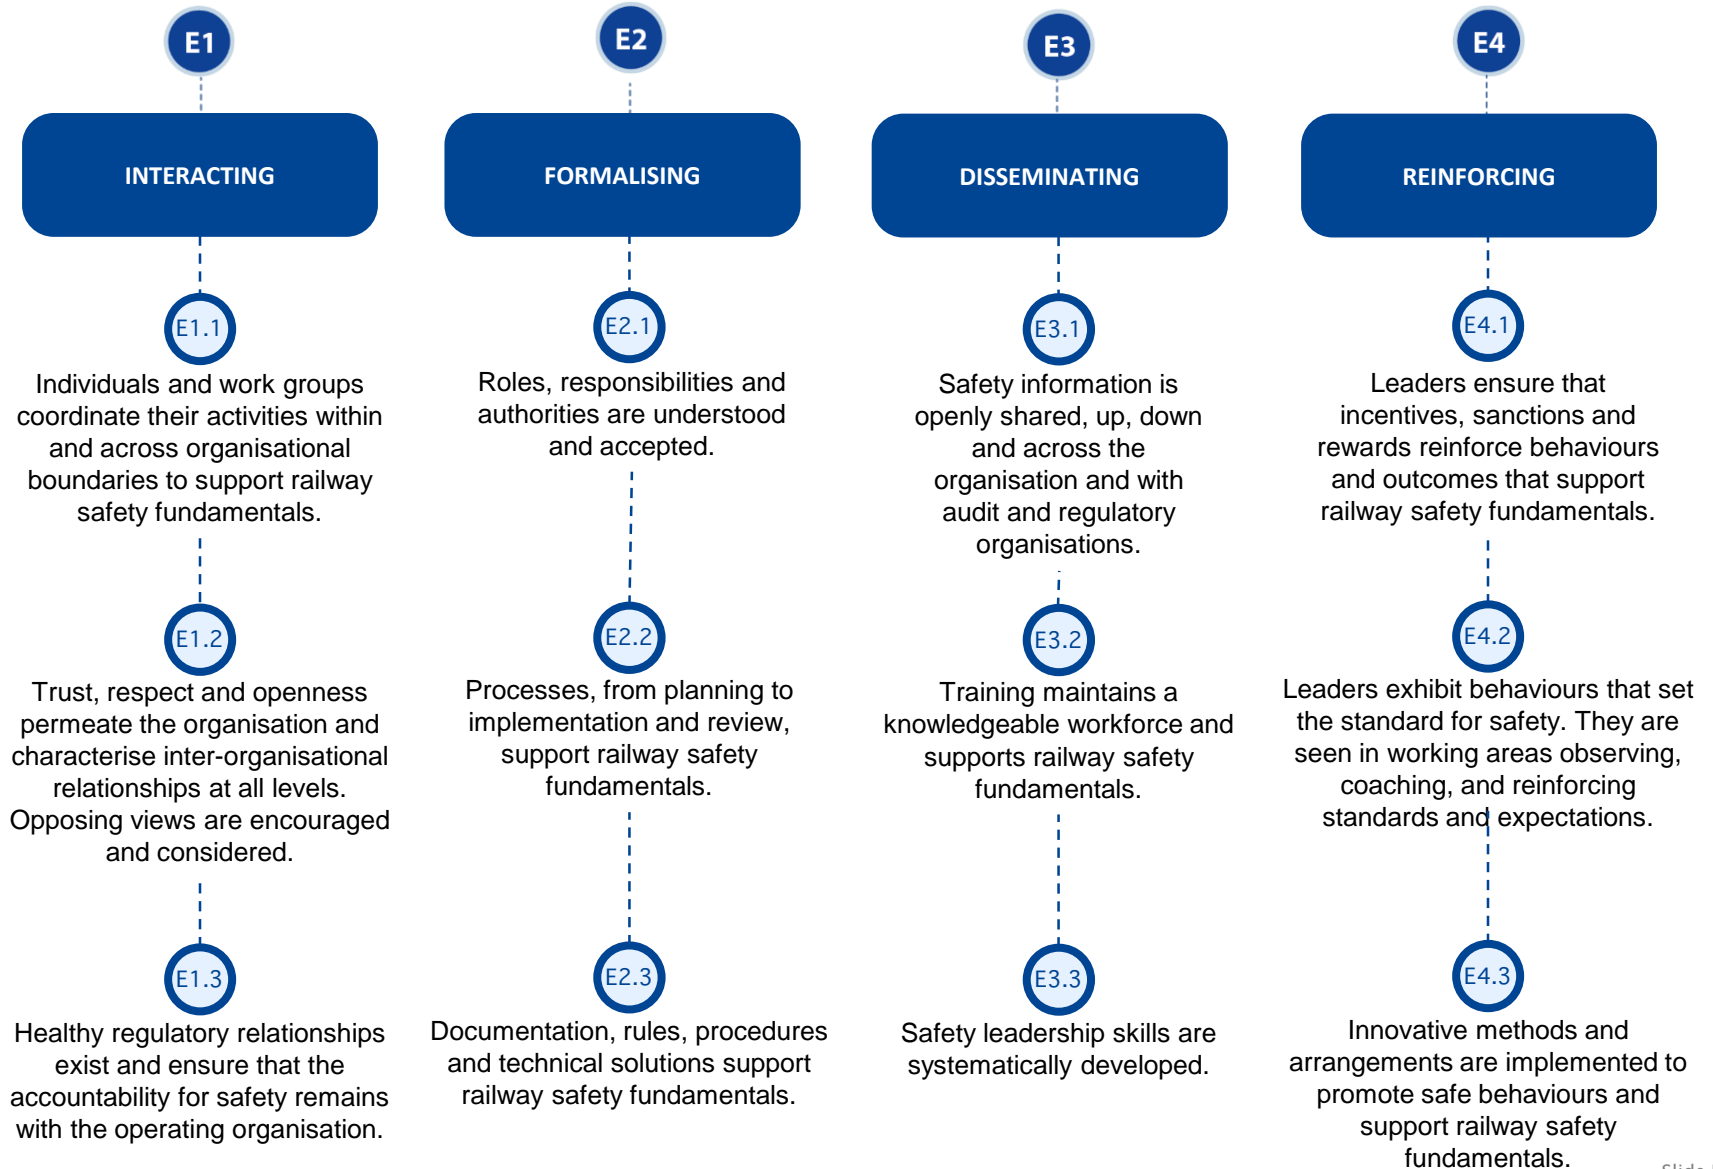 E1
INTERACTING
E1.1
Individuals and work groups
coordinate their activities within
and across organisational
boundaries to support railway
safety fundamentals.
E1.2
Trust, respect and openness
permeate the organisation and
characterise inter-organisational
relationships at all levels.
Opposing views are encouraged
and considered.
E1.3
Healthy regulatory relationships
exist and ensure that the
accountability for safety remains
with the operating organisation.
E2
FORMALISING
E2.1
Roles, responsibilities and
authorities are understood
and accepted.
E2.2
Processes, from planning to
implementation and review,
support railway safety
fundamentals.
E2.3
Documentation, rules, procedures
and technical solutions support
railway safety fundamentals.
E3
DISSEMINATING
E3.1
Safety information is
openly shared, up, down
and across the
organisation and with
audit and regulatory
organisations.
E3.2
Training maintains a
knowledgeable workforce and
supports railway safety
fundamentals.
E3.3
Safety leadership skills are
systematically developed.
E4
REINFORCING
E4.1
Leaders ensure that
incentives, sanctions and
rewards reinforce behaviours
and outcomes that support
railway safety fundamentals.
E4.2
Leaders exhibit behaviours that set
the standard for safety. They are
seen in working areas observing,
coaching, and reinforcing
standards and expectations.
E4.3
Innovative methods and
arrangements are implemented to
promote safe behaviours and
support railway safety
fundamentals.
Slide